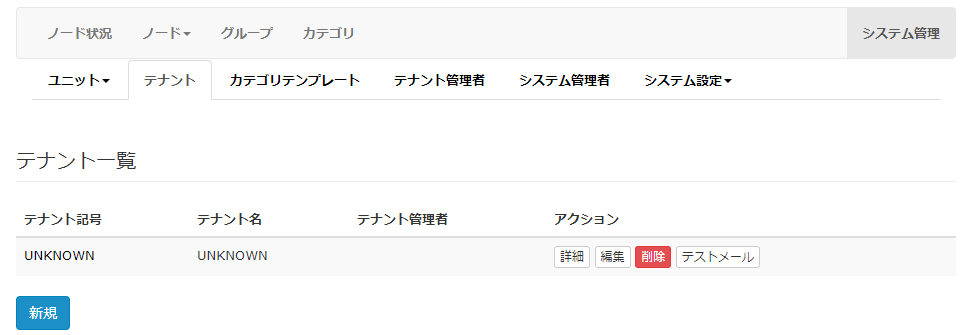 ノード状況 ノード グループ カテゴリ システム管理
ユニット テナント カテゴリテンプレート テナント管理者 システム管理者 システム設定
テナント一覧
テナント記号 テナント名 テナント管理者 アクション
UNKNOWN UNKNOWN 詳細 編集 削除 テストメール
新規